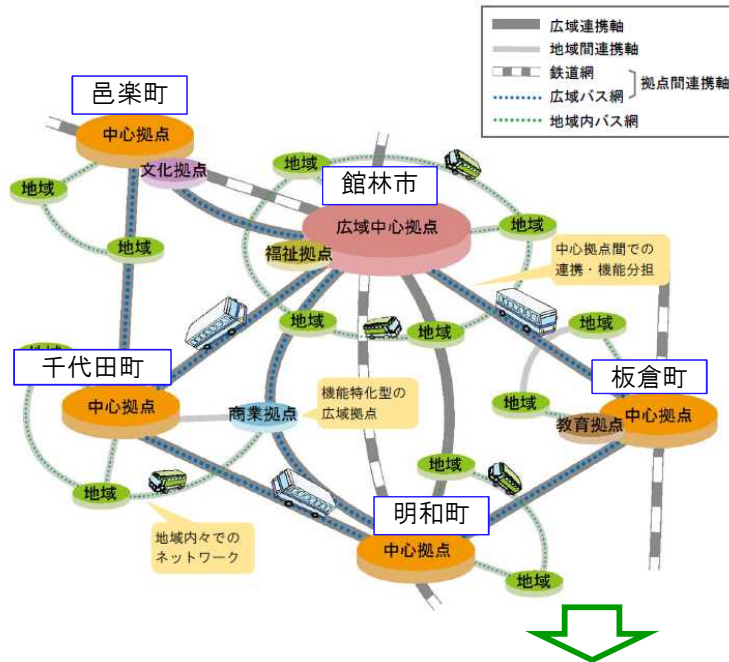 広域連携軸
地域間連携軸
鉄道網
拠点間連携軸
広域バス網
地域内バス網
邑楽町
中心拠点
文化拠点
地域
地域
地域
館林市
広域中心拠点
福祉拠点
地域
中心拠点間での
連携・機能分担
地域
地域
地域
千代田町
中心拠点
商業拠点
機能特化型の
広域拠点
板倉町
地域
教育拠点
中心拠点
地域
地域
地域内々での
ネットワーク
明和町
中心拠点
地域